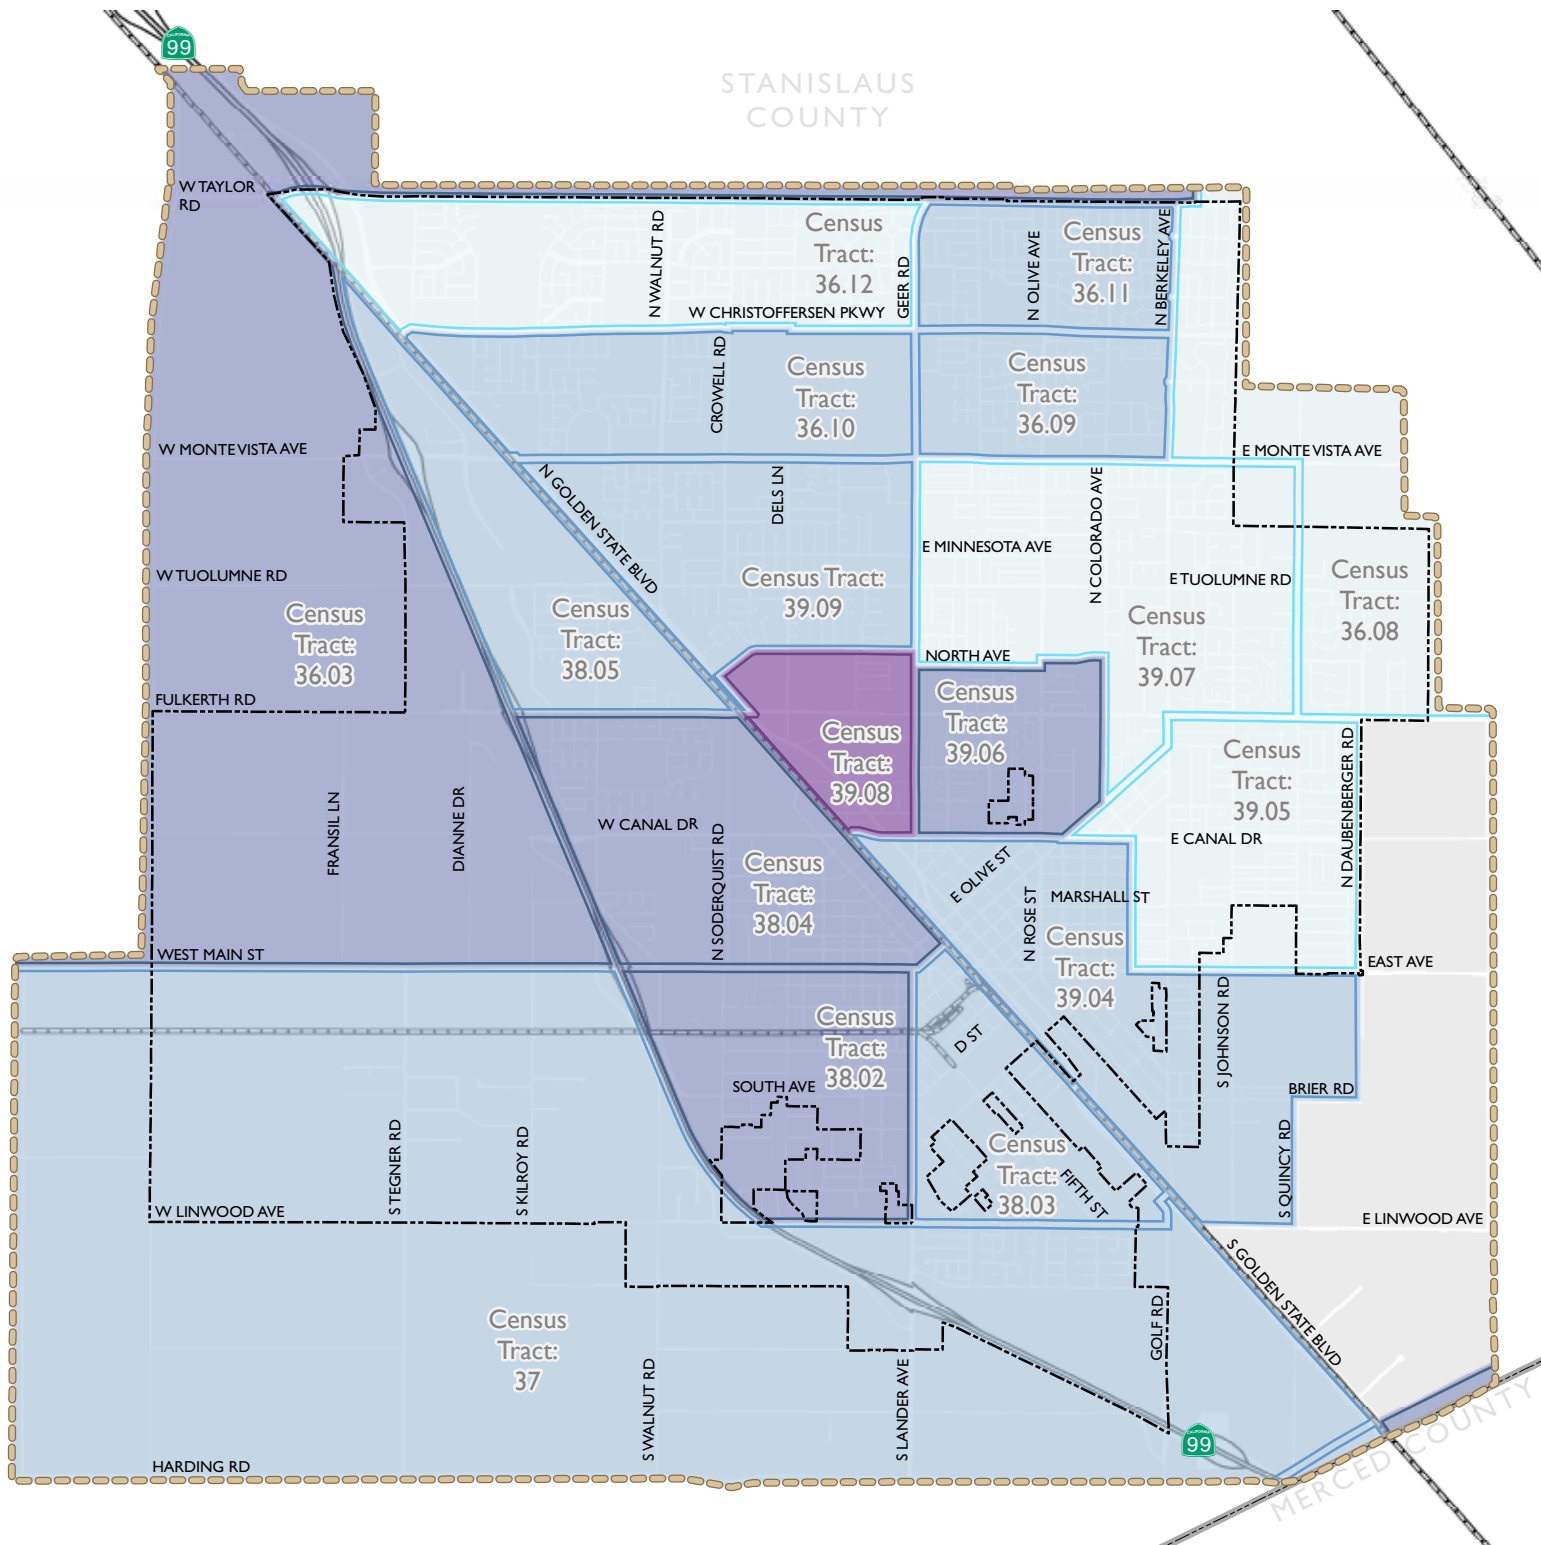 CALIFORNIA
99
STANISLAUS
COUNTY
W TAYLOR
RD
N WALNUT RD
Census
Tract:
36.12
GEER RD
W CHRISTOFFERSEN PKWY
N OLIVE AVE
Census
Tract:
36.11
N BERKELEY AVE
CROWELL RD
Census
Tract:
36.10
Census
Tract:
36.09
W MONTE VISTA AVE
E MONTE VISTA AVE
N GOLDEN STATE BLVD
DELS LN
N COLORADO AVE
E MINNESOTA AVE
W TUOLUMNE RD
Census Tract:
39.09
E TUOLUMNE RD
Census
Tract:
36.08
Census
Tract:
36.03
Census
Tract:
38.05
Census
Tract:
39.07
NORTH AVE
FULKERTH RD
Census
Tract:
39.06
Census
Tract:
39.08
Census
Tract:
39.05
N DAUBENBERGER RD
FRANSIL LN
DIANNE DR
W CANAL DR
N SODERQUIST RD
E CANAL DR
Census
Tract:
38.04
E OLIVE ST
N ROSE ST
MARSHALL ST
Census
Tract:
39.04
WEST MAIN ST
EAST AVE
Census
Tract:
38.02
D ST
S JOHNSON RD
SOUTH AVE
BRIER RD
S TEGNER RD
S KILROY RD
Census
Tract:
38.03
FIFTH ST
S QUINCY RD
W LINWOOD AVE
E LINWOOD AVE
S GOLDEN STATE BLVD
Census
Tract:
37
GOLF RD
S WALNUT RD
S LANDER AVE
CALIFORNIA
99
HARDING RD
MERCED COUNTY